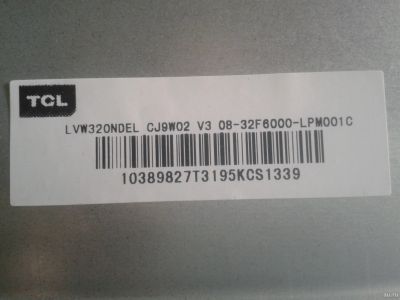 TCL
LVW320NDEL CJ9W02 V3 08-32F6000-LPM001C
10389827T3195KCS1339